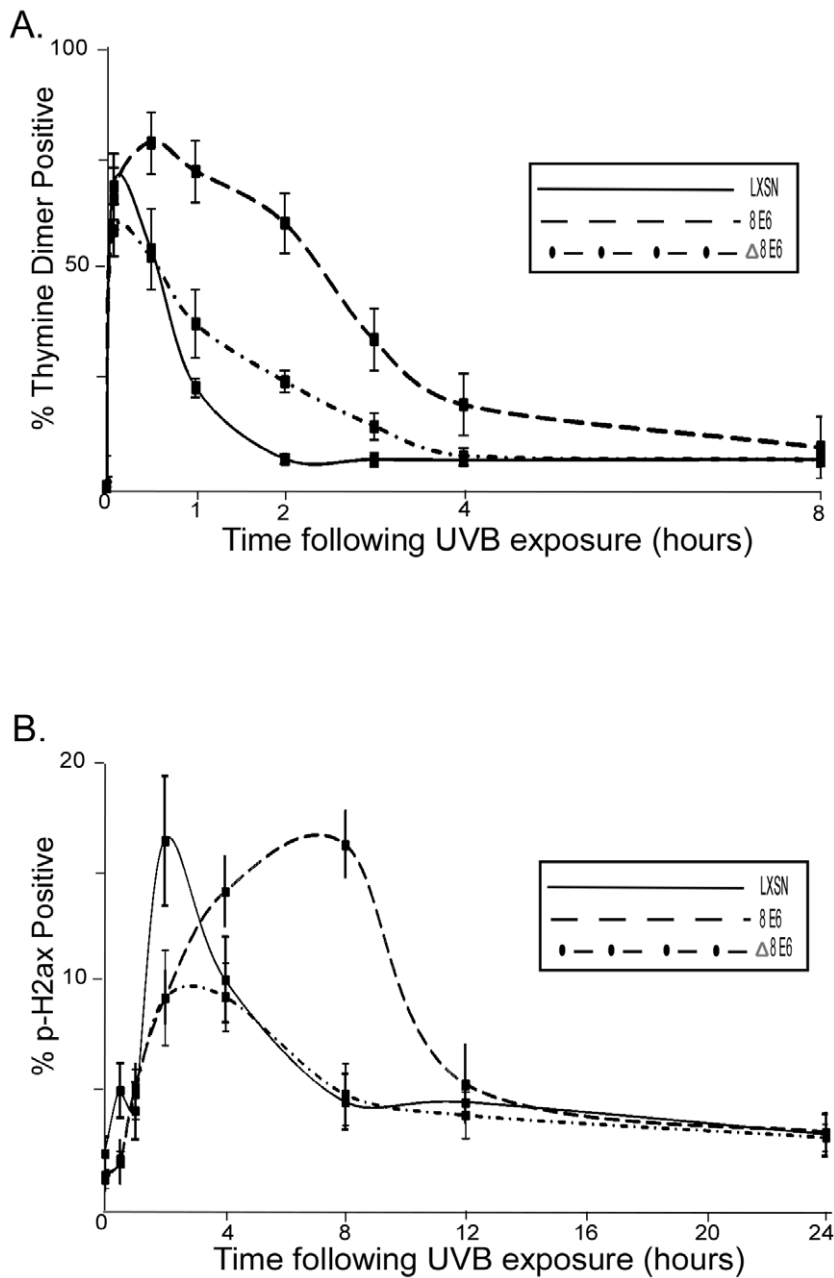 A.
100
50
0
1
2
4
8
% Thymine Dimer Positive
Time following UVB exposure (hours)
LXSN
8 E6
Δ8 E6
B.
20
10
0
4
8
12
16
20
24
% p-H2ax Positive
Time following UVB exposure (hours)
LXSN
8 E6
Δ8 E6